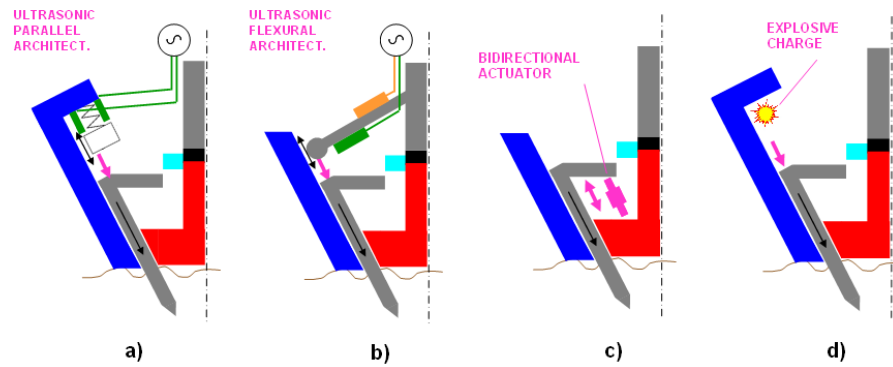 ULTRASONIC
PARALLEL
ARCHITECT.
ULTRASONIC
FLEXURAL
ARCHITECT.
BIDIRECTIONAL
ACTUATOR
EXPLOSIVE
CHARGE
a)
b)
c)
d)